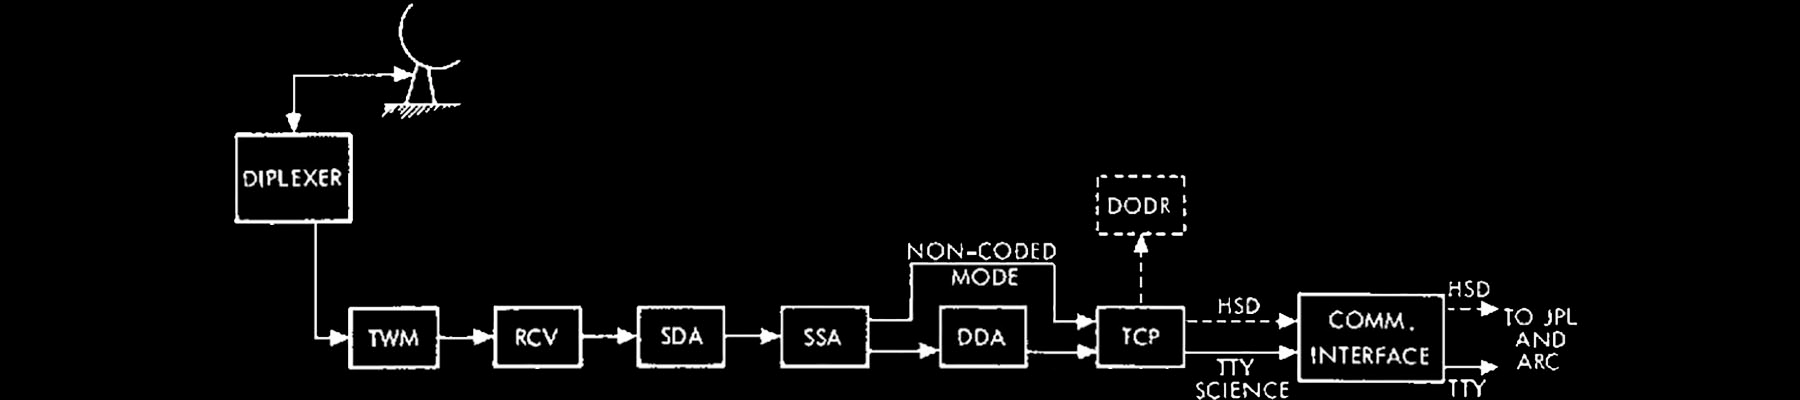 DIPLEXER
DODR
NON-CODED
MODE
TWM
RCV
SDA
SSA
DDA
TCP
HSD
TTY
SCIENCE
COMM.
INTERFACE
HSD
TTY
TO JPL
AND
ARC